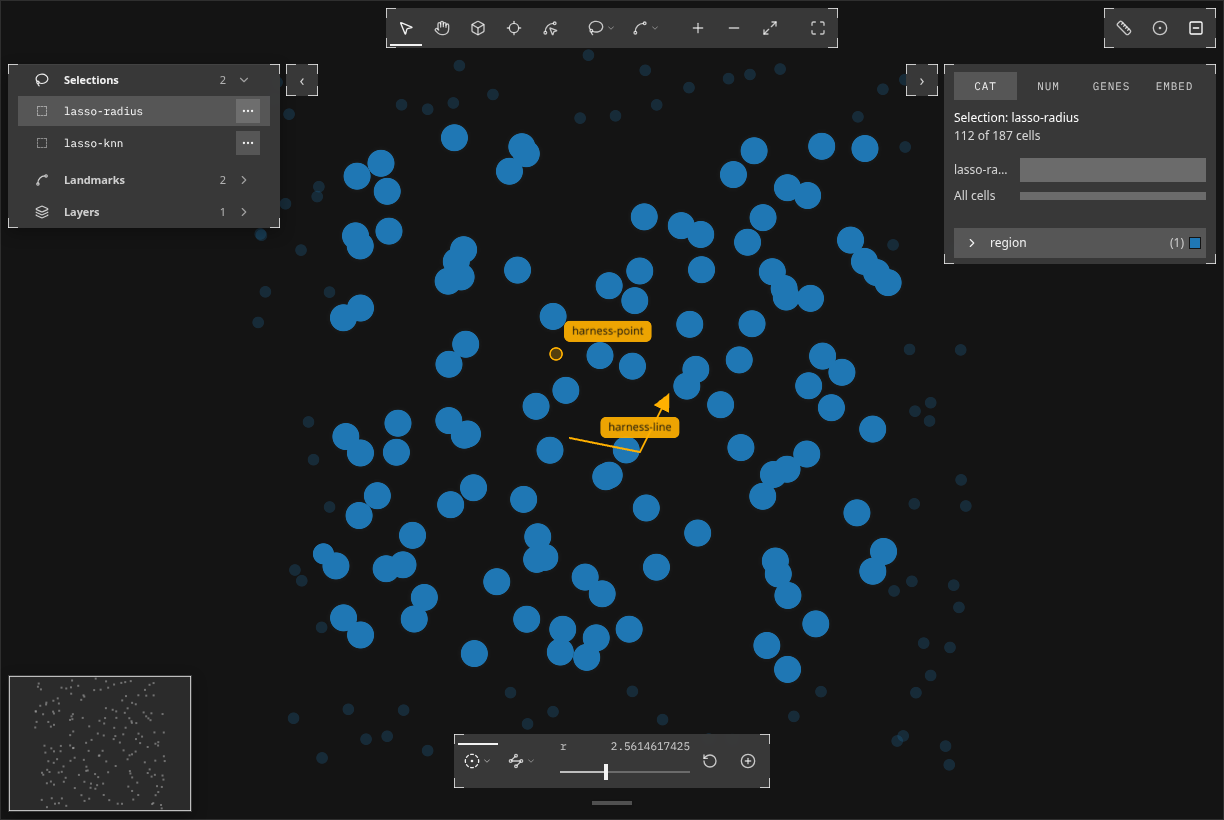 Selections 2
lasso-radius
lasso-knn
Landmarks 2
Layers 1
CAT NUM GENES EMBED
Selection: lasso-radius
112 of 187 cells
lasso-ra...
All cells
region (1)
harness-point
harness-line
r 2.5614617425